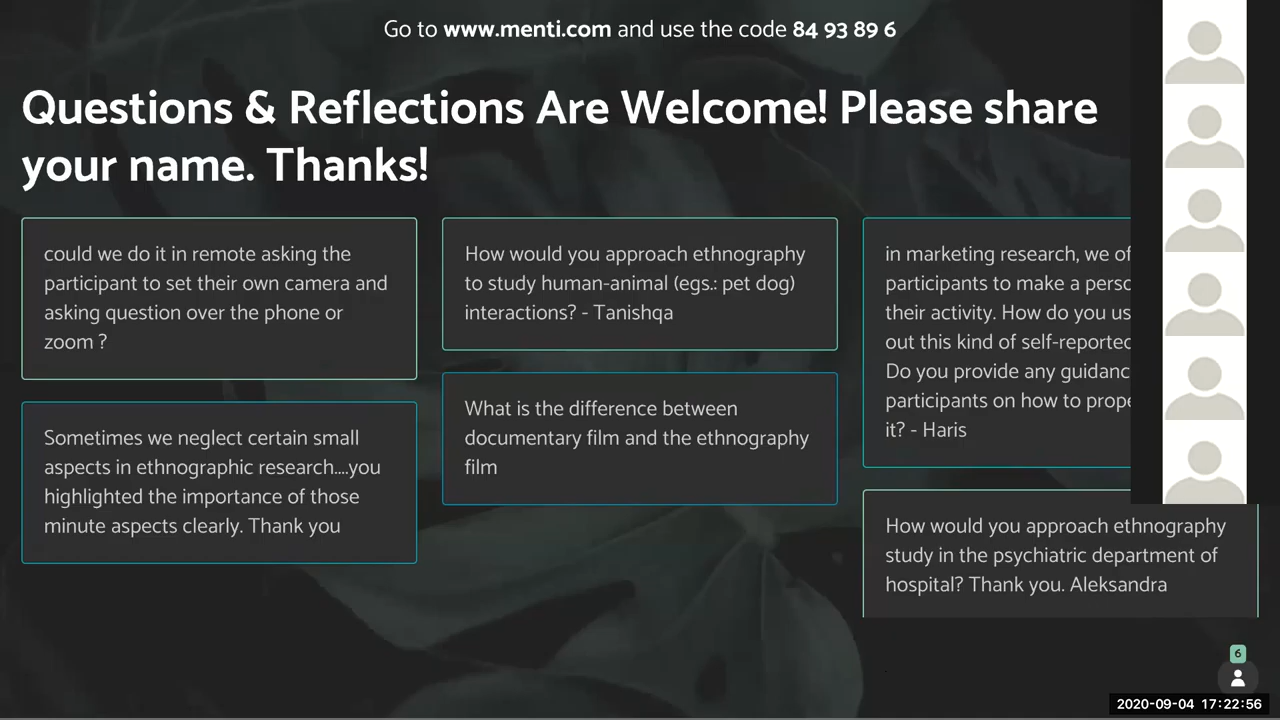 Go to www.menti.com and use the code 84 93 89 6
Questions & Reflections Are Welcome! Please share
your name. Thanks!
could we do it in remote asking the
participant to set their own camera and
asking question over the phone or
zoom ?
Sometimes we neglect certain small
aspects in ethnographic research....you
highlighted the importance of those
minute aspects clearly. Thank you
How would you approach ethnography
to study human-animal (egs.: pet dog)
interactions? - Tanishqa
What is the difference between
documentary film and the ethnography
film
in marketing research, we
participants to make a
their activity. How do you
out this kind of
Do you provide any
participants on how to
it? - Haris
How would you approach ethnography
study in the psychiatric department of
hospital? Thank you. Aleksandra
6
2020-09-04 17:22:56